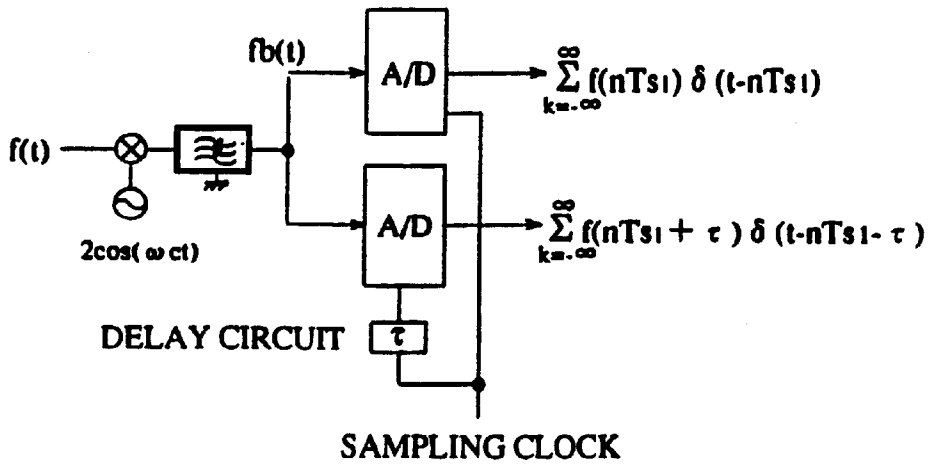 fb(t)
A/D
∞
Σ f(nTs1) δ (t-nTs1)
k=-∞
f(t)
A/D
∞
Σ f(nTs1 + τ ) δ (t-nTs1- τ )
k=-∞
2cos( ωct)
DELAY CIRCUIT
τ
SAMPLING CLOCK